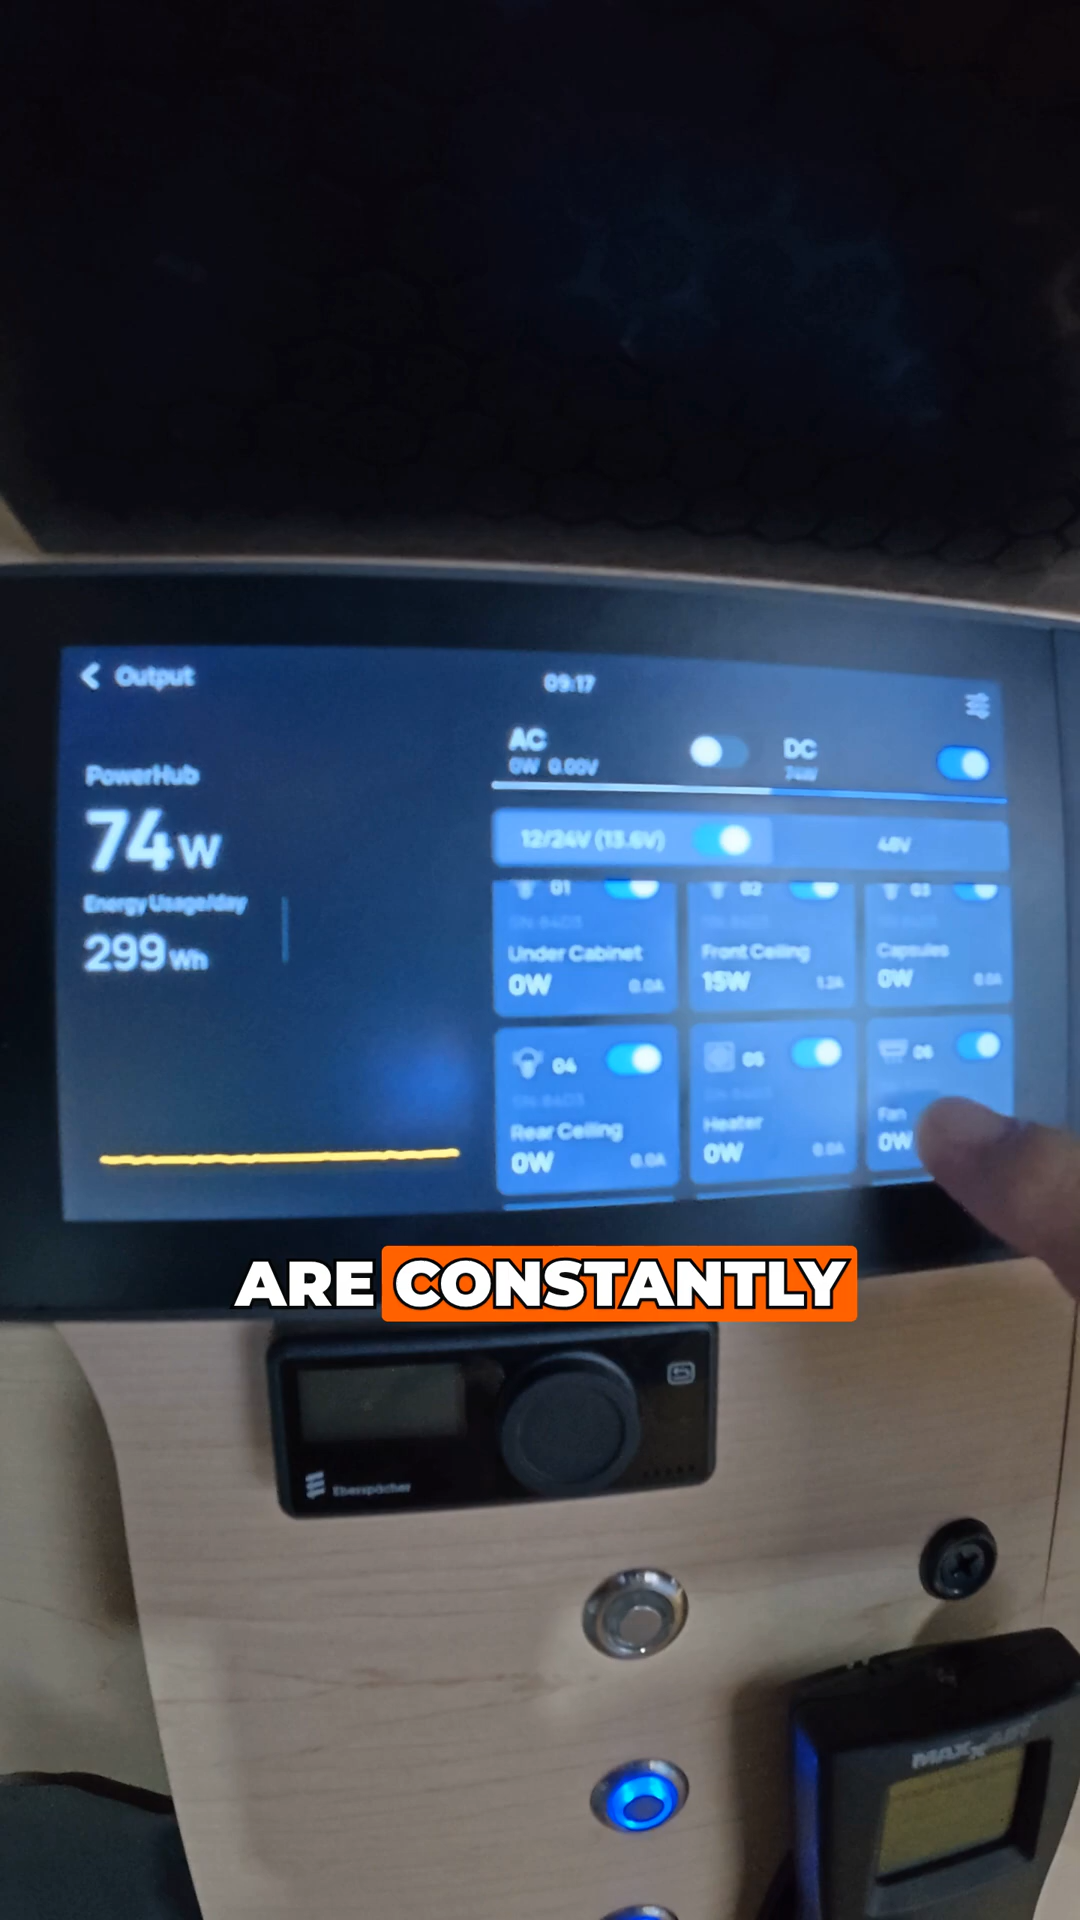 Output
09:17
PowerHub
74W
Energy Usage/day
299Wh
AC
0W 0.00V
DC
74W
12/24V (13.6V)
48V
01
Under Cabinet
0W 0.0A
02
Front Ceiling
15W 1.2A
03
Capsules
0W 0.0A
04
Rear Ceiling
0W 0.0A
05
Heater
0W 0.0A
06
Fan
0W
ARE CONSTANTLY
Eberspächer
MAXXAIR